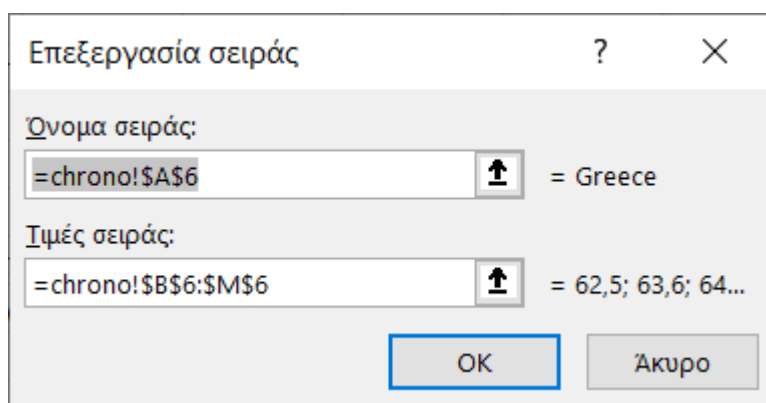 Επεξεργασία σειράς ? ×
Όνομα σειράς:
=chrono!$A$6 = Greece
Τιμές σειράς:
=chrono!$B$6:$M$6 = 62,5; 63,6; 64...
OK Άκυρο